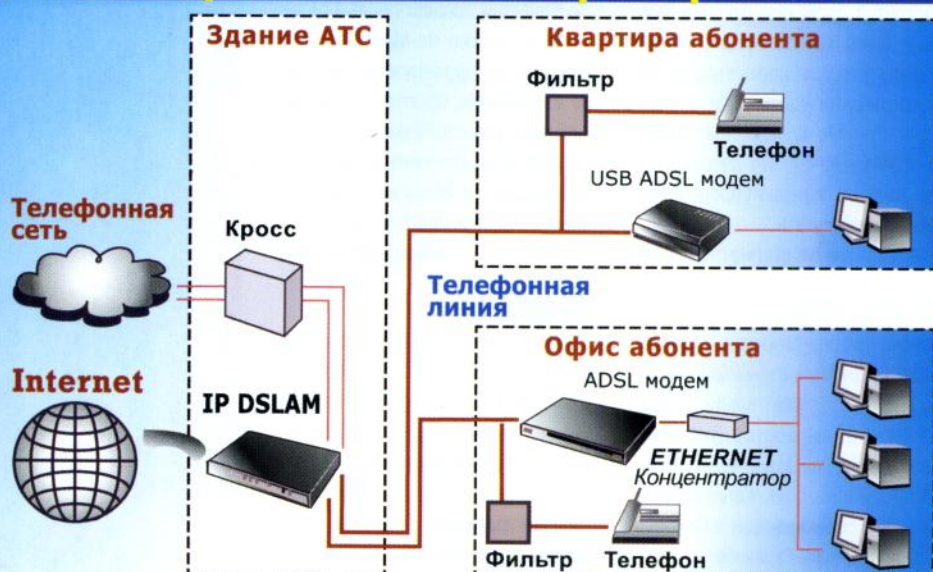 Здание АТС
Квартира абонента
Фильтр
Телефон
USB ADSL модем
Телефонная
сеть
Кросс
Телефонная
линия
Internet
IP DSLAM
Офис абонента
ADSL модем
ETHERNET
Концентратор
Фильтр
Телефон